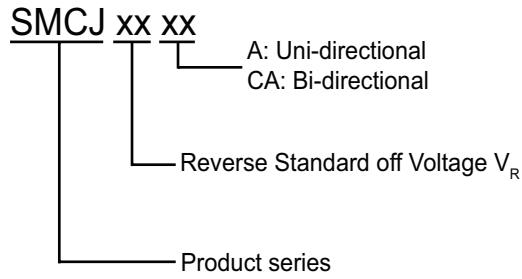 SMCJ xx xx
A: Uni-directional
CA: Bi-directional
Reverse Standard off Voltage VR
Product series